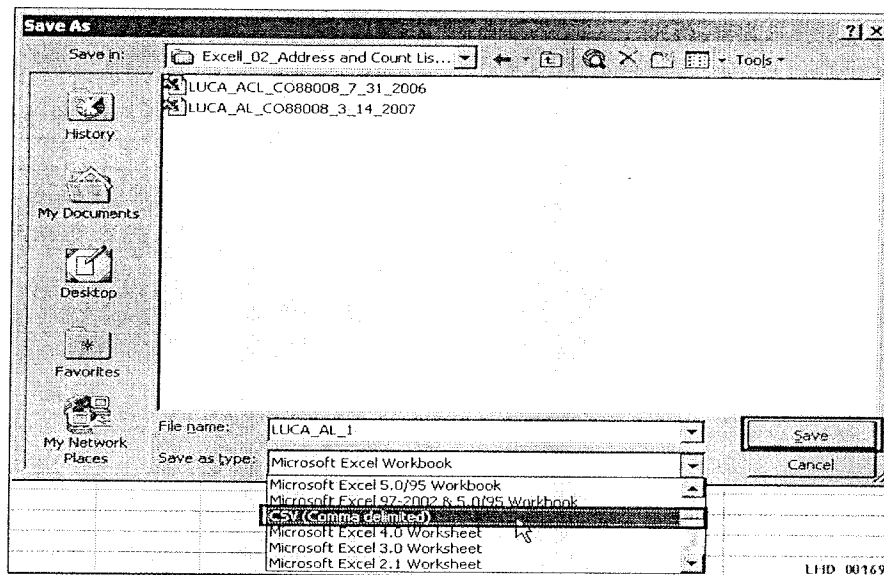 Save As
Save in:
Excell_02_Address and Count Lis...
Tools
LUCA_ACL_CO88008_7_31_2006
LUCA_AL_CO88008_3_14_2007
History
My Documents
Desktop
Favorites
My Network
Places
File name:
LUCA_AL_1
Save
Save as type:
Microsoft Excel Workbook
Cancel
Microsoft Excel 5.0/95 Workbook
Microsoft Excel 97-2002 & 5.0/95 Workbook
CSV (Comma delimited)
Microsoft Excel 4.0 Worksheet
Microsoft Excel 3.0 Worksheet
Microsoft Excel 2.1 Worksheet
LHD 00169